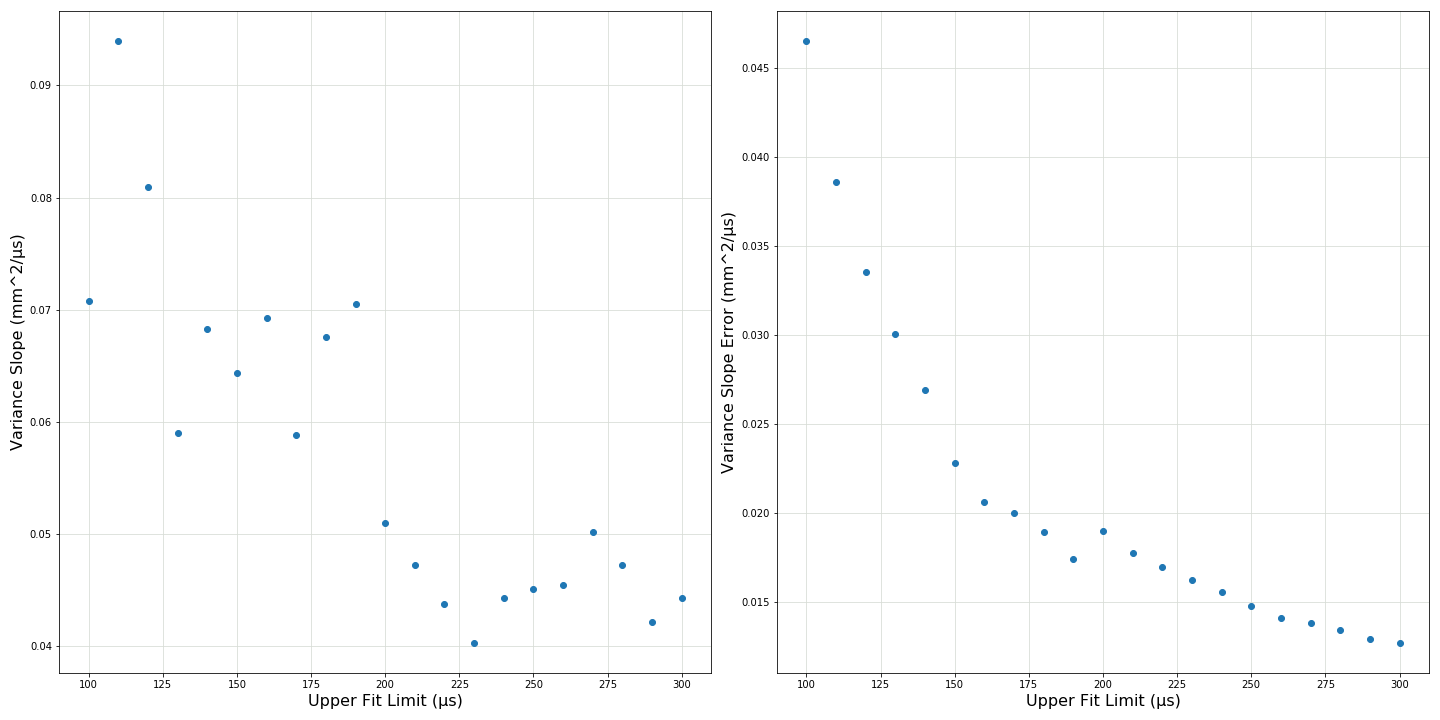 0.09
0.08
0.07
0.06
0.05
0.04
Variance Slope (mm^2/μs)
100 125 150 175 200 225 250 275 300
Upper Fit Limit (μs)
0.045
0.040
0.035
0.030
0.025
0.020
0.015
Variance Slope Error (mm^2/μs)
100 125 150 175 200 225 250 275 300
Upper Fit Limit (μs)